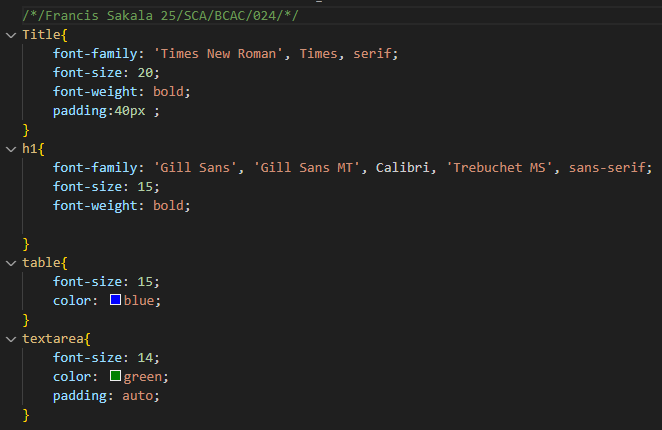 /*/Francis Sakala 25/SCA/BCAC/024/*/
Title{
    font-family: 'Times New Roman', Times, serif;
    font-size: 20;
    font-weight: bold;
    padding:40px ;
}
h1{
    font-family: 'Gill Sans', 'Gill Sans MT', Calibri, 'Trebuchet MS', sans-serif;
    font-size: 15;
    font-weight: bold;

}
table{
    font-size: 15;
    color: blue;
}
textarea{
    font-size: 14;
    color: green;
    padding: auto;
}